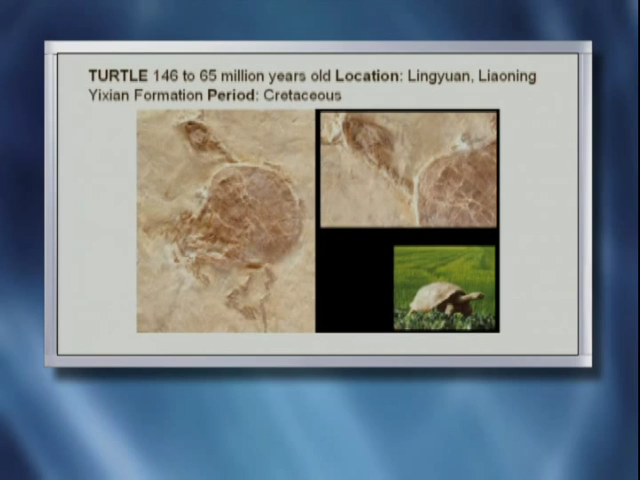 TURTLE 146 to 65 million years old Location: Lingyuan, Liaoning
Yixian Formation Period: Cretaceous